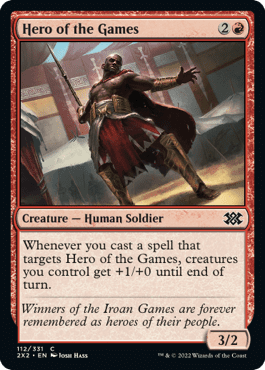 Hero of the Games 2
Creature — Human Soldier
Whenever you cast a spell that
targets Hero of the Games, creatures
you control get +1/+0 until end of
turn.
Winners of the Iroan Games are forever
remembered as heroes of their people.
3/2
112/331 C
2X2 • EN Josh Hass
™ & © 2022 Wizards of the Coast